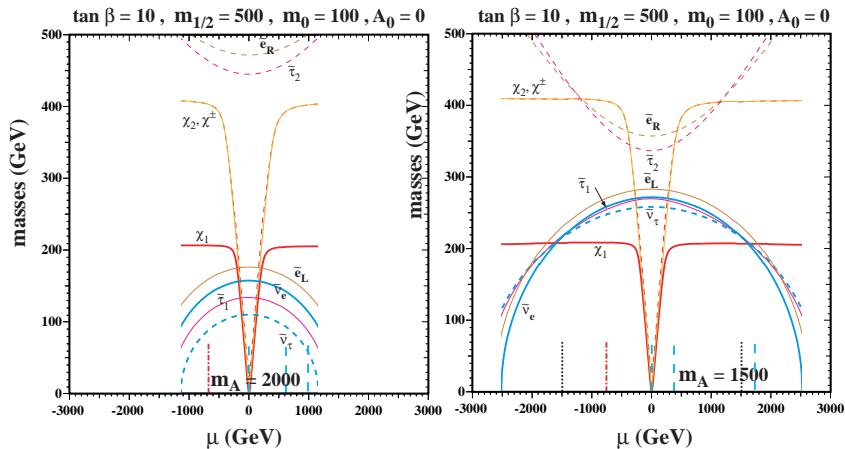 tan β = 10 , m1/2 = 500 , m0 = 100, A0 = 0
masses (GeV)
500
400
300
200
100
0
ẽR
τ̃2
χ2, χ±
χ1
ẽL
ν̃e
τ̃1
ν̃τ
mA = 2000
-3000 -2000 -1000 0 1000 2000 3000
μ (GeV)
tan β = 10 , m1/2 = 500 , m0 = 100, A0 = 0
masses (GeV)
500
400
300
200
100
0
χ2, χ±
ẽR
τ̃2
ẽL
τ̃1
ν̃τ
χ1
ν̃e
mA = 1500
-3000 -2000 -1000 0 1000 2000 3000
μ (GeV)